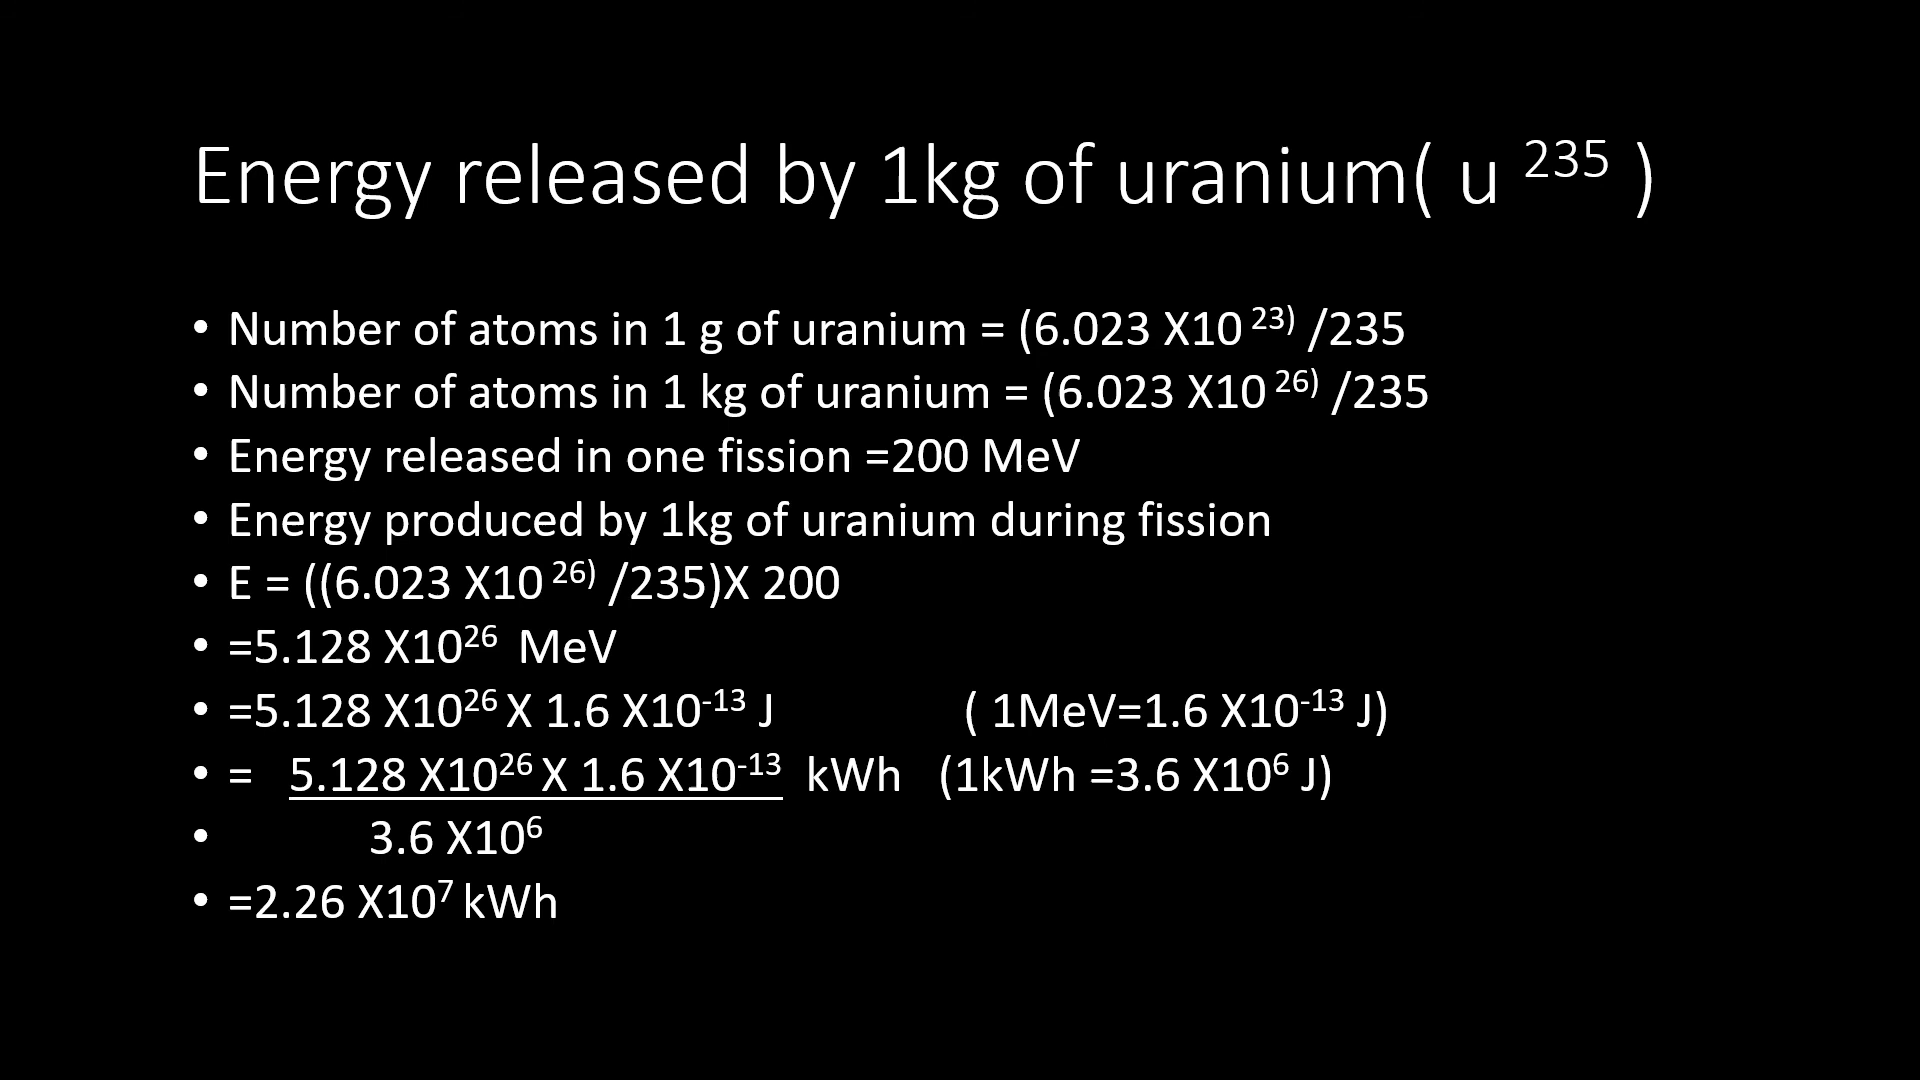 Energy released by 1kg of uranium( u ²³⁵ )
• Number of atoms in 1 g of uranium = (6.023 X10 ²³⁾ /235
• Number of atoms in 1 kg of uranium = (6.023 X10 ²⁶⁾ /235
• Energy released in one fission =200 MeV
• Energy produced by 1kg of uranium during fission
• E = ((6.023 X10 ²⁶⁾ /235)X 200
• =5.128 X10²⁶ MeV
• =5.128 X10²⁶ X 1.6 X10⁻¹³ J ( 1MeV=1.6 X10⁻¹³ J)
• = 5.128 X10²⁶ X 1.6 X10⁻¹³ kWh (1kWh =3.6 X10⁶ J)
• 3.6 X10⁶
• =2.26 X10⁷ kWh